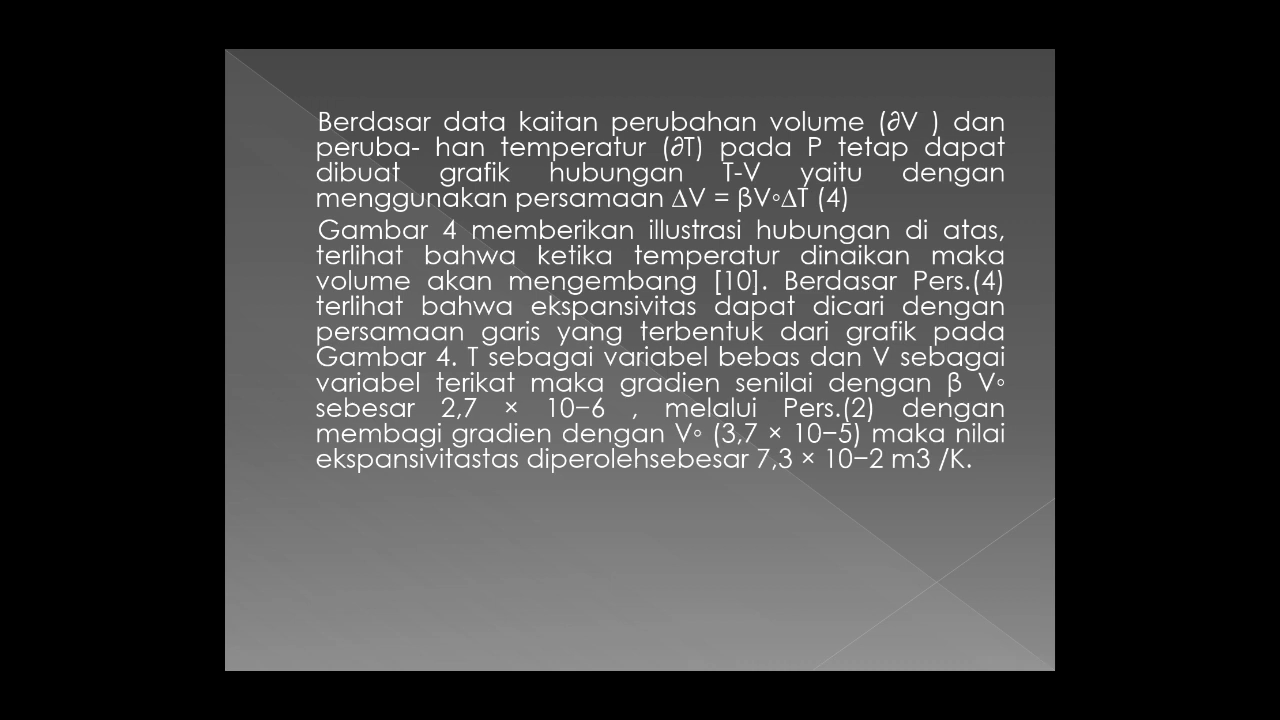 Berdasar data kaitan perubahan volume (∂V ) dan
peruba- han temperatur (∂T) pada P tetap dapat
dibuat grafik hubungan T-V yaitu dengan
menggunakan persamaan ∆V = βV◦∆T (4)
Gambar 4 memberikan illustrasi hubungan di atas,
terlihat bahwa ketika temperatur dinaikan maka
volume akan mengembang [10]. Berdasar Pers.(4)
terlihat bahwa ekspansivitas dapat dicari dengan
persamaan garis yang terbentuk dari grafik pada
Gambar 4. T sebagai variabel bebas dan V sebagai
variabel terikat maka gradien senilai dengan β V◦
sebesar 2,7 × 10−6 , melalui Pers.(2) dengan
membagi gradien dengan V◦ (3,7 × 10−5) maka nilai
ekspansivitastas diperolehsebesar 7,3 × 10−2 m3 /K.